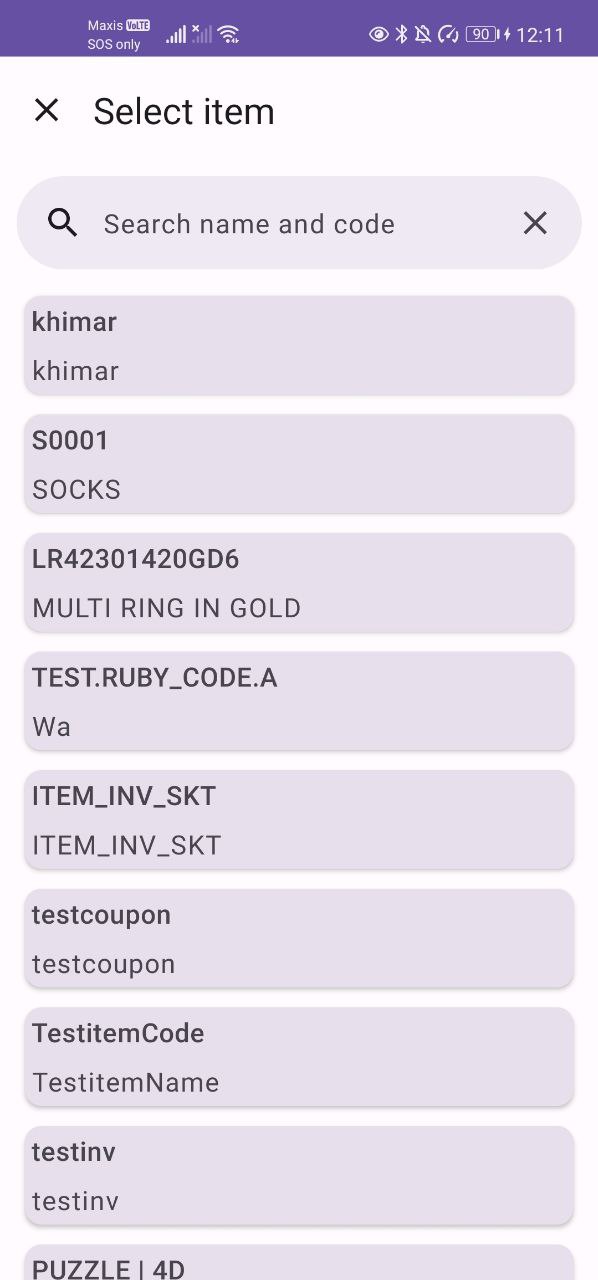 Maxis VoLTE
SOS only
90
12:11
Select item
Search name and code
khimar
khimar
S0001
SOCKS
LR42301420GD6
MULTI RING IN GOLD
TEST.RUBY_CODE.A
Wa
ITEM_INV_SKT
ITEM_INV_SKT
testcoupon
testcoupon
TestitemCode
TestitemName
testinv
testinv
PUZZLE | 4D